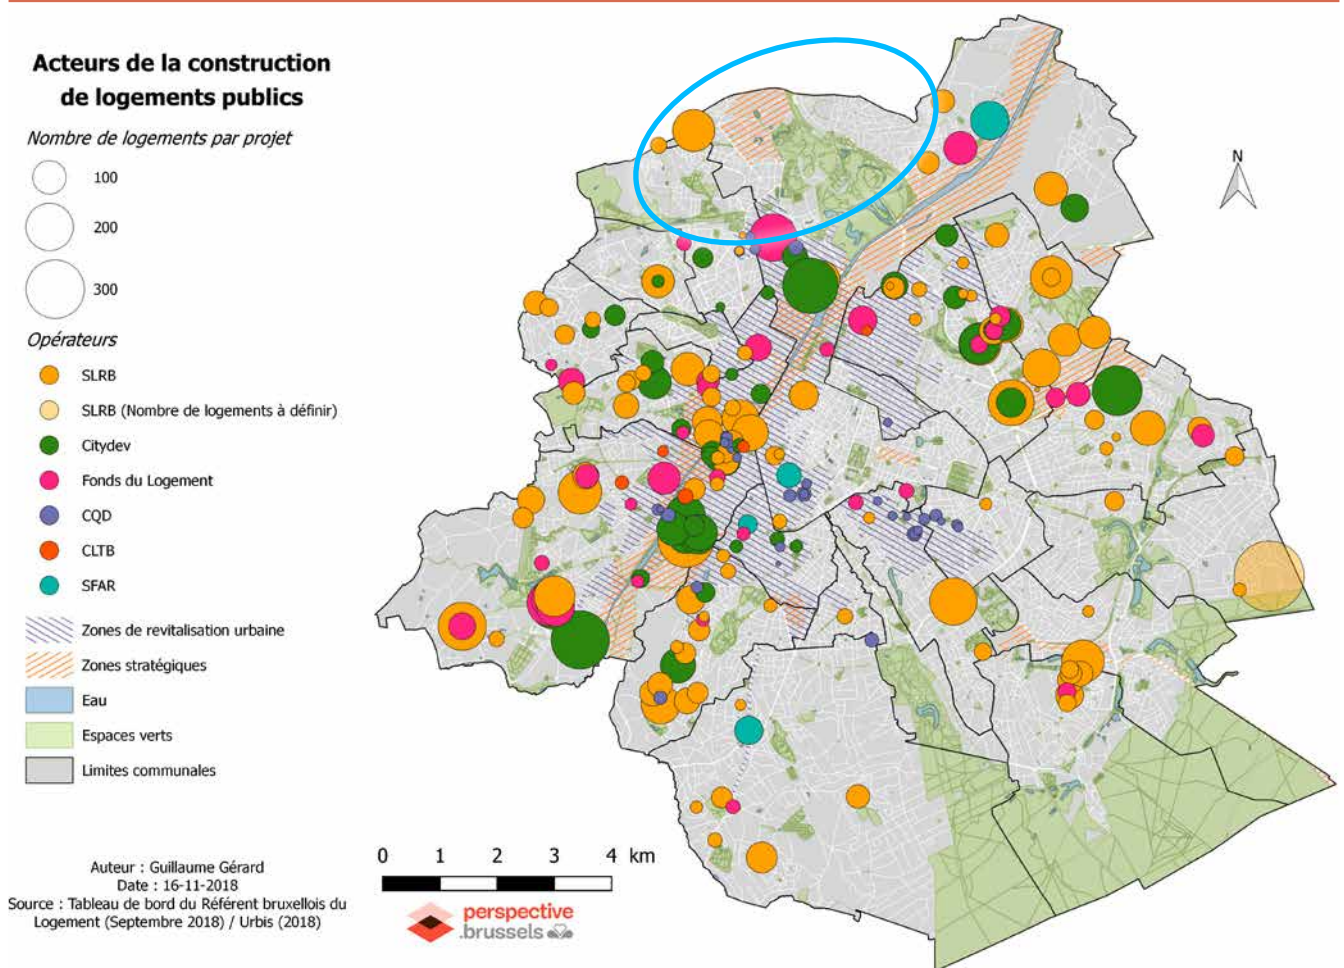 Acteurs de la construction
de logements publics
Nombre de logements par projet
100
200
300
Opérateurs
SLRB
SLRB (Nombre de logements à définir)
Citydev
Fonds du Logement
CQD
CLTB
SFAR
Zones de revitalisation urbaine
Zones stratégiques
Eau
Espaces verts
Limites communales
Auteur : Guillaume Gérard
Date : 16-11-2018
Source : Tableau de bord du Référent bruxellois du
Logement (Septembre 2018) / Urbis (2018)
0 1 2 3 4 km
perspective
.brussels
N